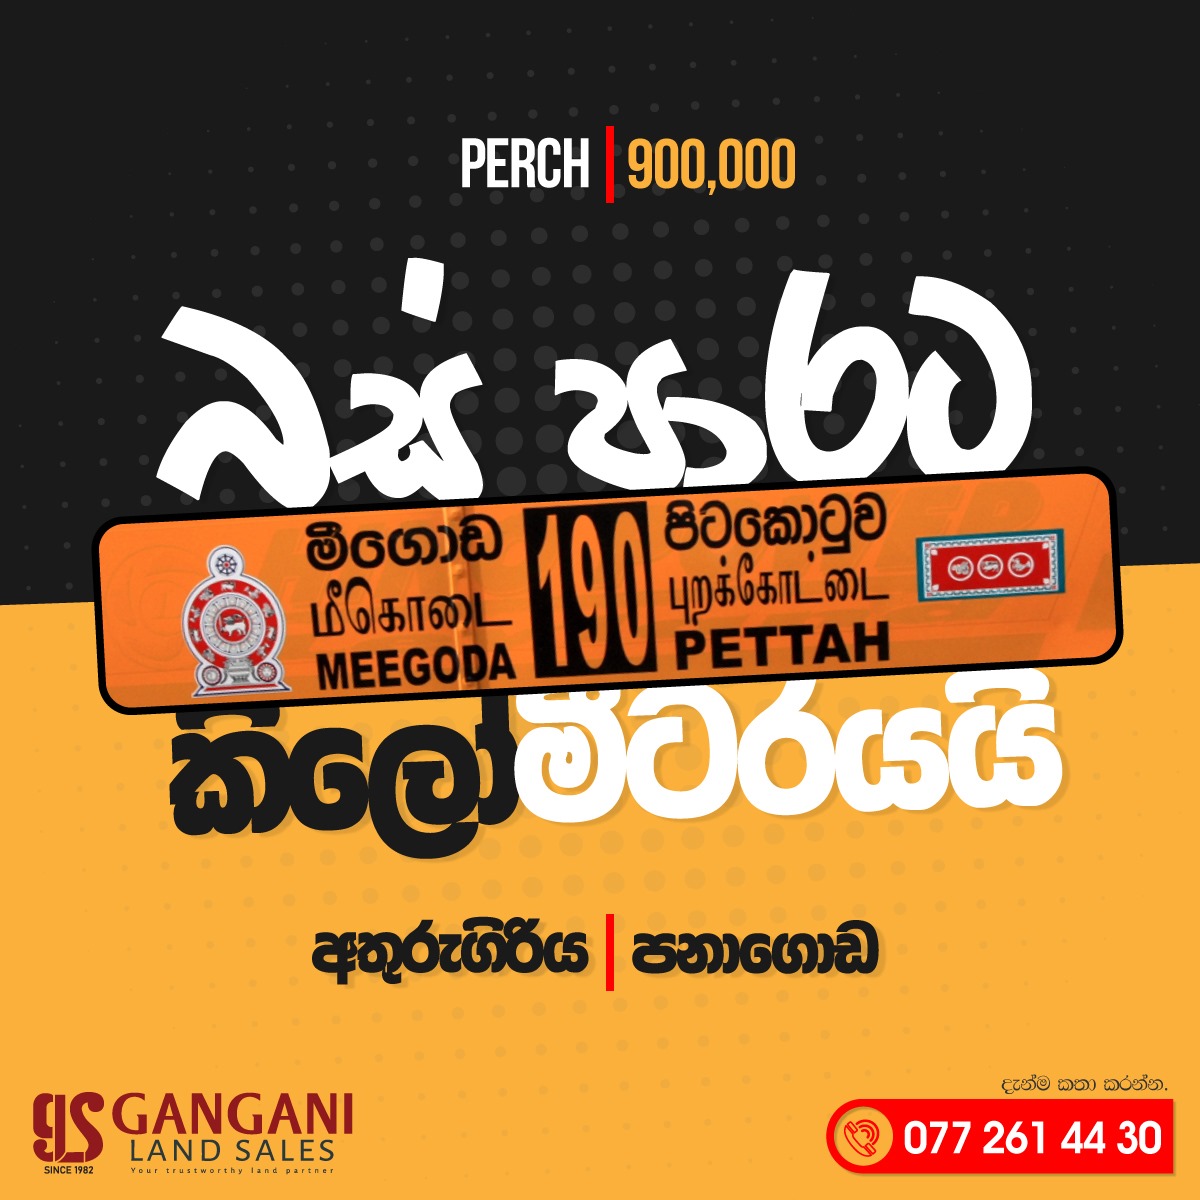 PERCH | 900,000
බස් පාරට
මීගොඩ
மீகொடை
MEEGODA
190
පිටකොටුව
புறக்கோட்டை
PETTAH
කිලෝමීටරයයි
අතුරුගිරිය | පනාගොඩ
දැන්ම කතා කරන්න.
077 261 44 30
GLS GANGANI
LAND SALES
SINCE 1982
Your trustworthy land partner